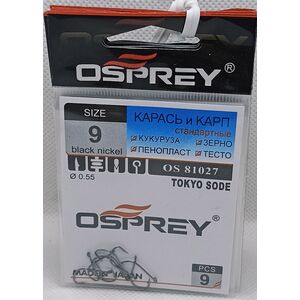 OSPREY®
SIZE
9
black nickel
Ø 0.55
КАРАСЬ и КАРП
стандартные
КУКУРУЗА ЗЕРНО
ПЕНОПЛАСТ ТЕСТО
OS 81027
TOKYO SODE
OSPREY
MADE IN JAPAN
PCS
9